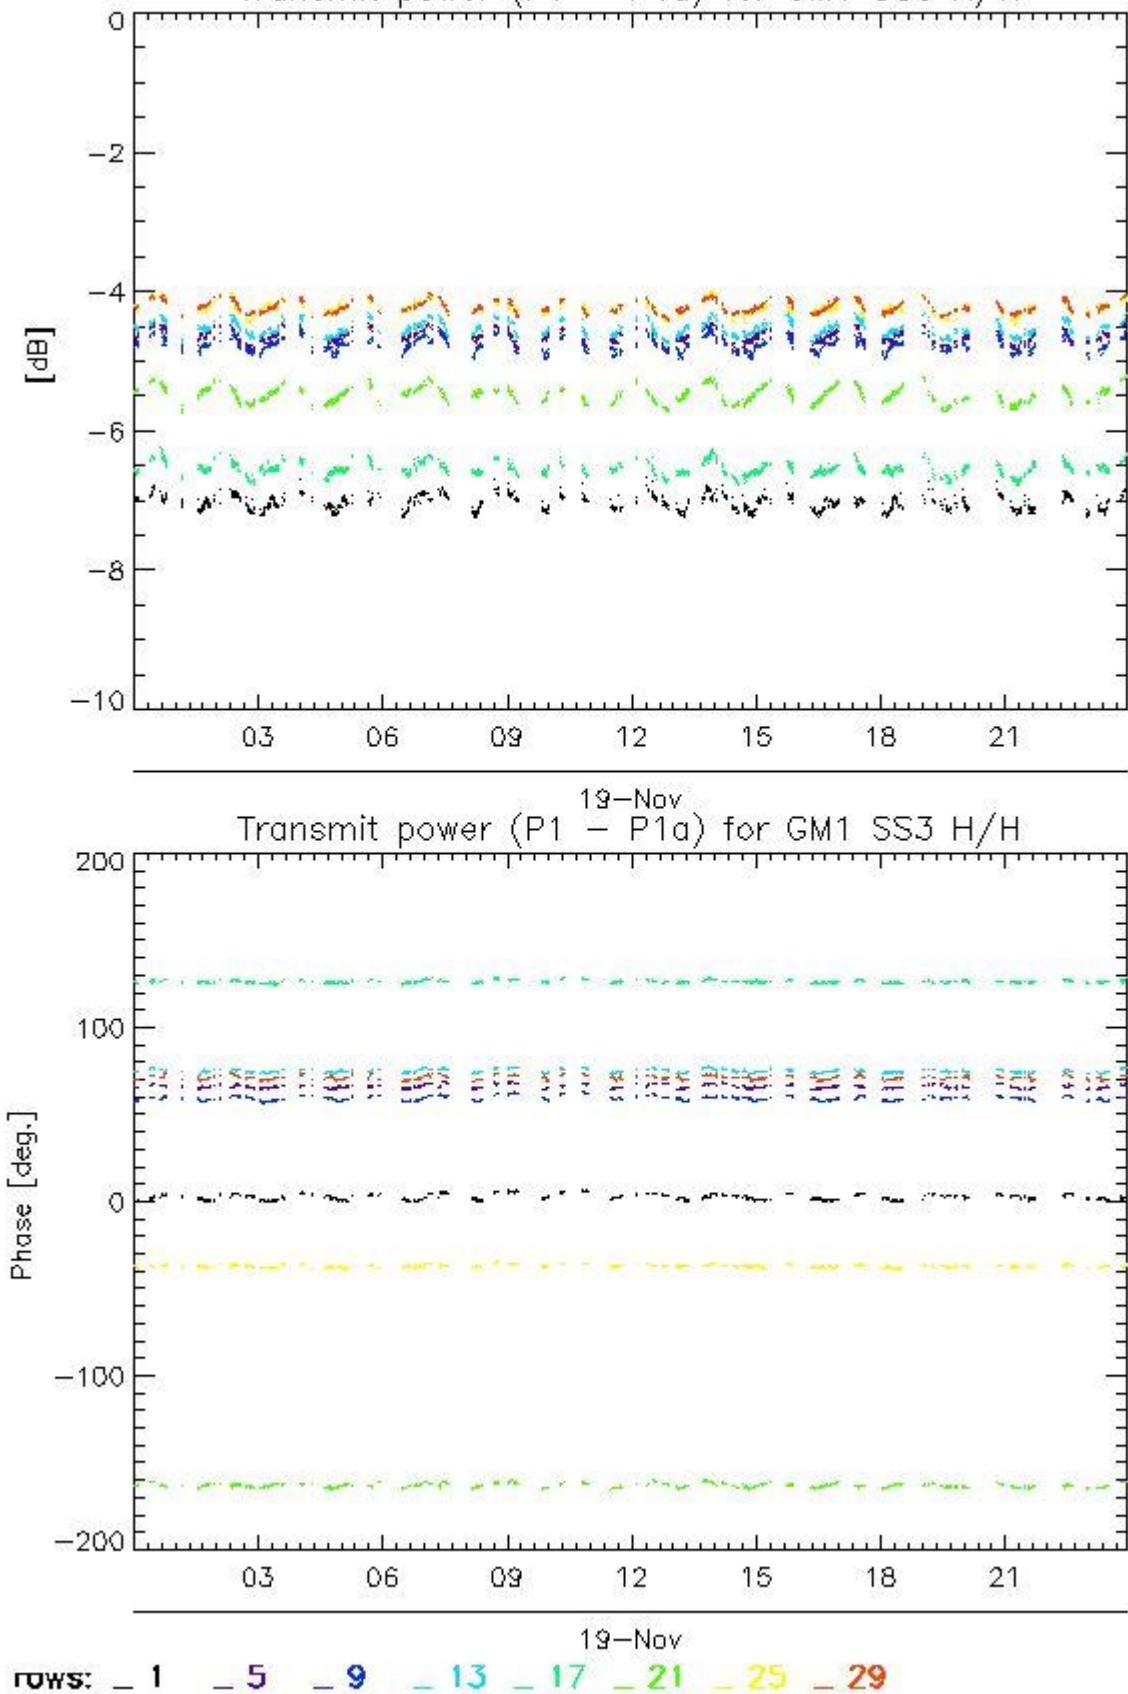 0
-2
-4
-6
-8
-10
[dB]
03 06 09 12 15 18 21
19-Nov
Transmit power (P1 - P1a) for GM1 SS3 H/H
200
100
0
-100
-200
Phase [deg.]
03 06 09 12 15 18 21
19-Nov
rows: _ 1 _ 5 _ 9 _ 13 _ 17 _ 21 _ 25 _ 29